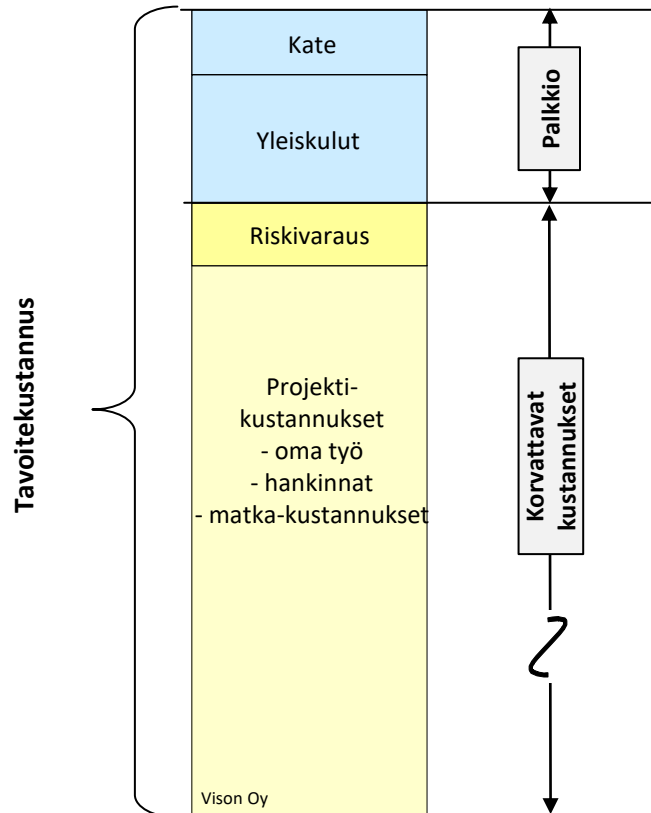 Kate
Yleiskulut
Palkkio
Riskivaraus
Tavoitekustannus
Projekti-
kustannukset
- oma työ
- hankinnat
- matka-kustannukset
Korvattavat
kustannukset
Vison Oy